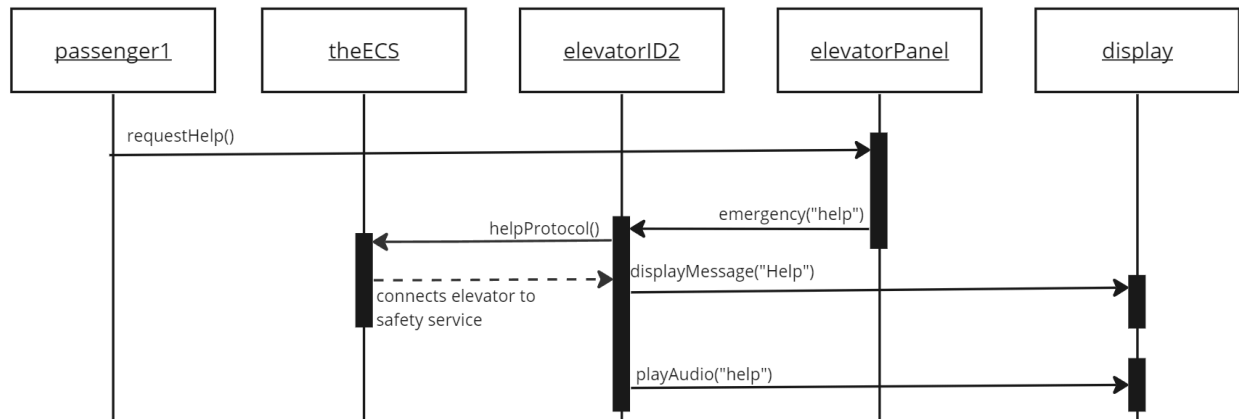 passenger1
theECS
elevatorID2
elevatorPanel
display
requestHelp()
emergency("help")
helpProtocol()
displayMessage("Help")
connects elevator to
safety service
playAudio("help")